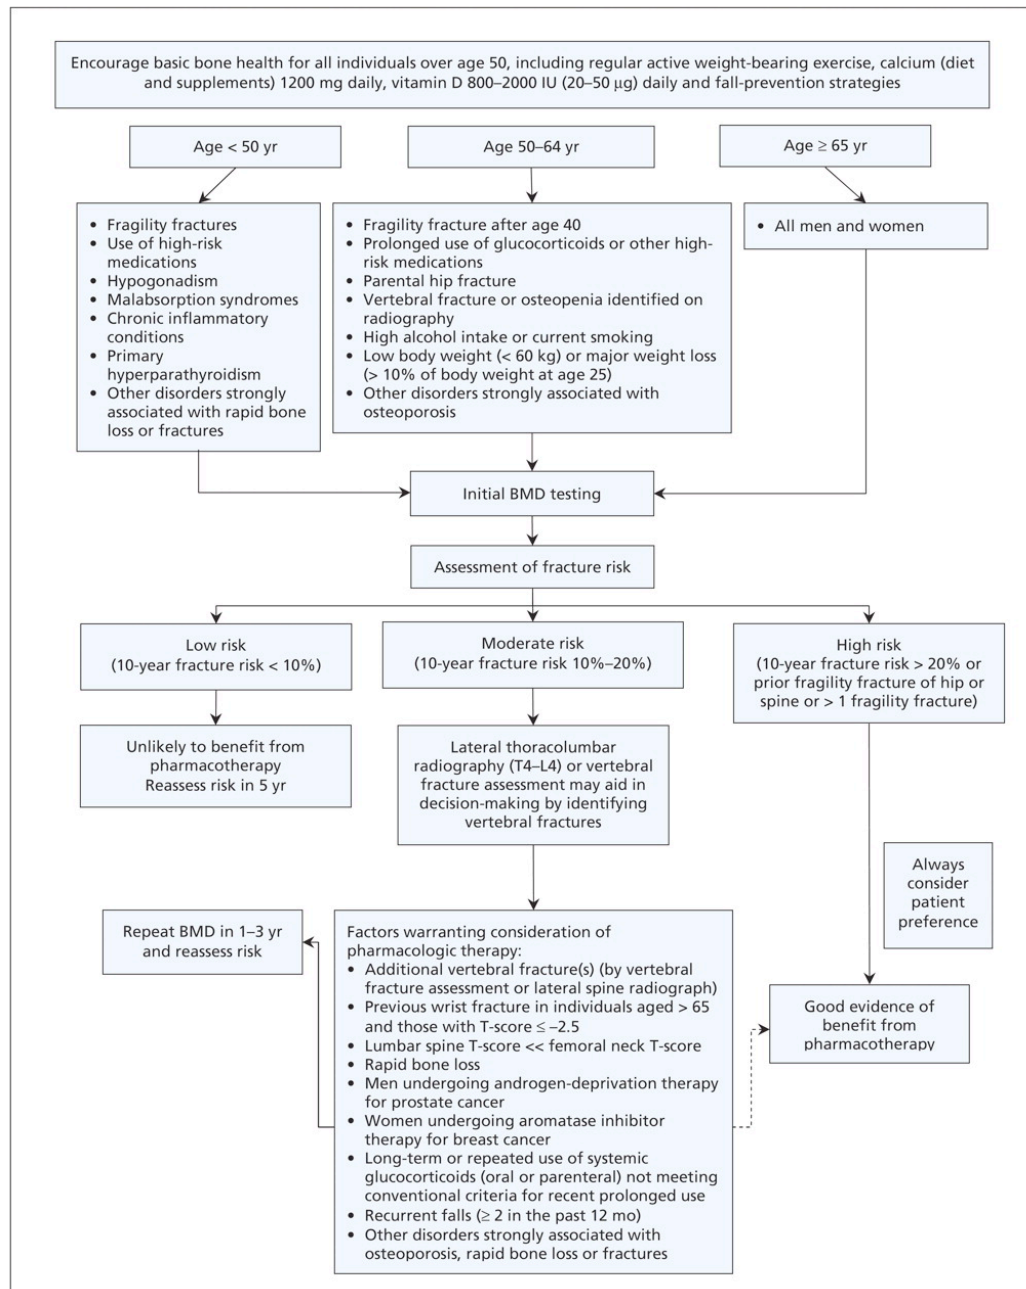 Encourage basic bone health for all individuals over age 50, including regular active weight-bearing exercise, calcium (diet
and supplements) 1200 mg daily, vitamin D 800–2000 IU (20–50 μg) daily and fall-prevention strategies
Age < 50 yr
Age 50–64 yr
Age ≥ 65 yr
• Fragility fractures
• Use of high-risk
medications
• Hypogonadism
• Malabsorption syndromes
• Chronic inflammatory
conditions
• Primary
hyperparathyroidism
• Other disorders strongly
associated with rapid bone
loss or fractures
• Fragility fracture after age 40
• Prolonged use of glucocorticoids or other high-
risk medications
• Parental hip fracture
• Vertebral fracture or osteopenia identified on
radiography
• High alcohol intake or current smoking
• Low body weight (< 60 kg) or major weight loss
(> 10% of body weight at age 25)
• Other disorders strongly associated with
osteoporosis
• All men and women
Initial BMD testing
Assessment of fracture risk
Low risk
(10-year fracture risk < 10%)
Moderate risk
(10-year fracture risk 10%–20%)
High risk
(10-year fracture risk > 20% or
prior fragility fracture of hip or
spine or > 1 fragility fracture)
Unlikely to benefit from
pharmacotherapy
Reassess risk in 5 yr
Lateral thoracolumbar
radiography (T4–L4) or vertebral
fracture assessment may aid in
decision-making by identifying
vertebral fractures
Always
consider
patient
preference
Repeat BMD in 1–3 yr
and reassess risk
Factors warranting consideration of
pharmacologic therapy:
• Additional vertebral fracture(s) (by vertebral
fracture assessment or lateral spine radiograph)
• Previous wrist fracture in individuals aged > 65
and those with T-score ≤ –2.5
• Lumbar spine T-score << femoral neck T-score
• Rapid bone loss
• Men undergoing androgen-deprivation therapy
for prostate cancer
• Women undergoing aromatase inhibitor
therapy for breast cancer
• Long-term or repeated use of systemic
glucocorticoids (oral or parenteral) not meeting
conventional criteria for recent prolonged use
• Recurrent falls (≥ 2 in the past 12 mo)
• Other disorders strongly associated with
osteoporosis, rapid bone loss or fractures
Good evidence of
benefit from
pharmacotherapy